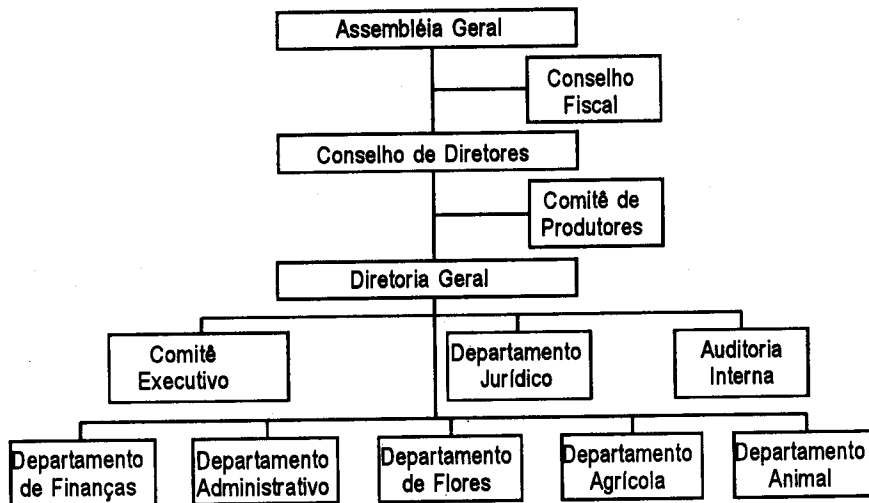 Assembléia Geral
Conselho
Fiscal
Conselho de Diretores
Comitê de
Produtores
Diretoria Geral
Comitê
Executivo
Departamento
Jurídico
Auditoria
Interna
Departamento
de Finanças
Departamento
Administrativo
Departamento
de Flores
Departamento
Agrícola
Departamento
Animal